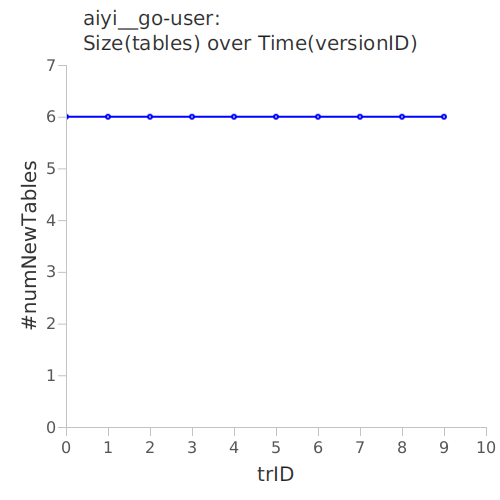 aiyi__go-user:
Size(tables) over Time(versionID)
7
6
5
4
3
2
1
0
#numNewTables
0 1 2 3 4 5 6 7 8 9 10
trID